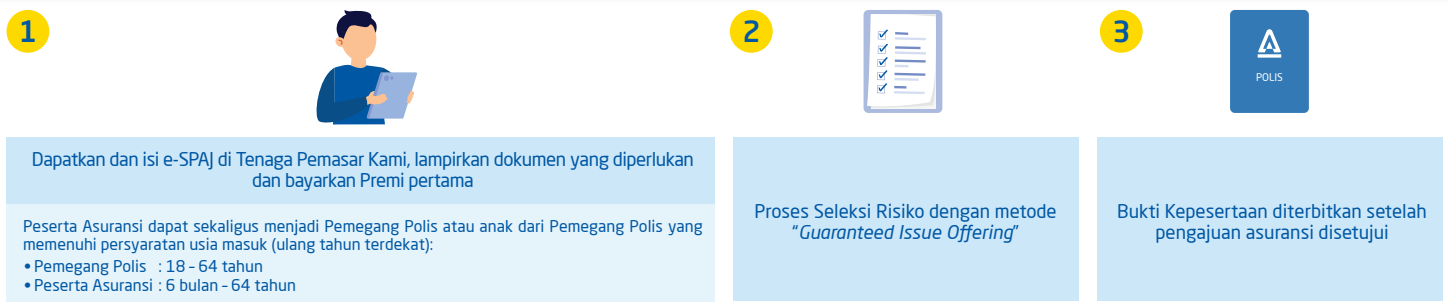 1
Dapatkan dan isi e-SPAJ di Tenaga Pemasar Kami, lampirkan dokumen yang diperlukan
dan bayarkan Premi pertama
Peserta Asuransi dapat sekaligus menjadi Pemegang Polis atau anak dari Pemegang Polis yang
memenuhi persyaratan usia masuk (ulang tahun terdekat):
• Pemegang Polis : 18 – 64 tahun
• Peserta Asuransi : 6 bulan – 64 tahun
2
Proses Seleksi Risiko dengan metode
“Guaranteed Issue Offering”
3
POLIS
Bukti Kepesertaan diterbitkan setelah
pengajuan asuransi disetujui